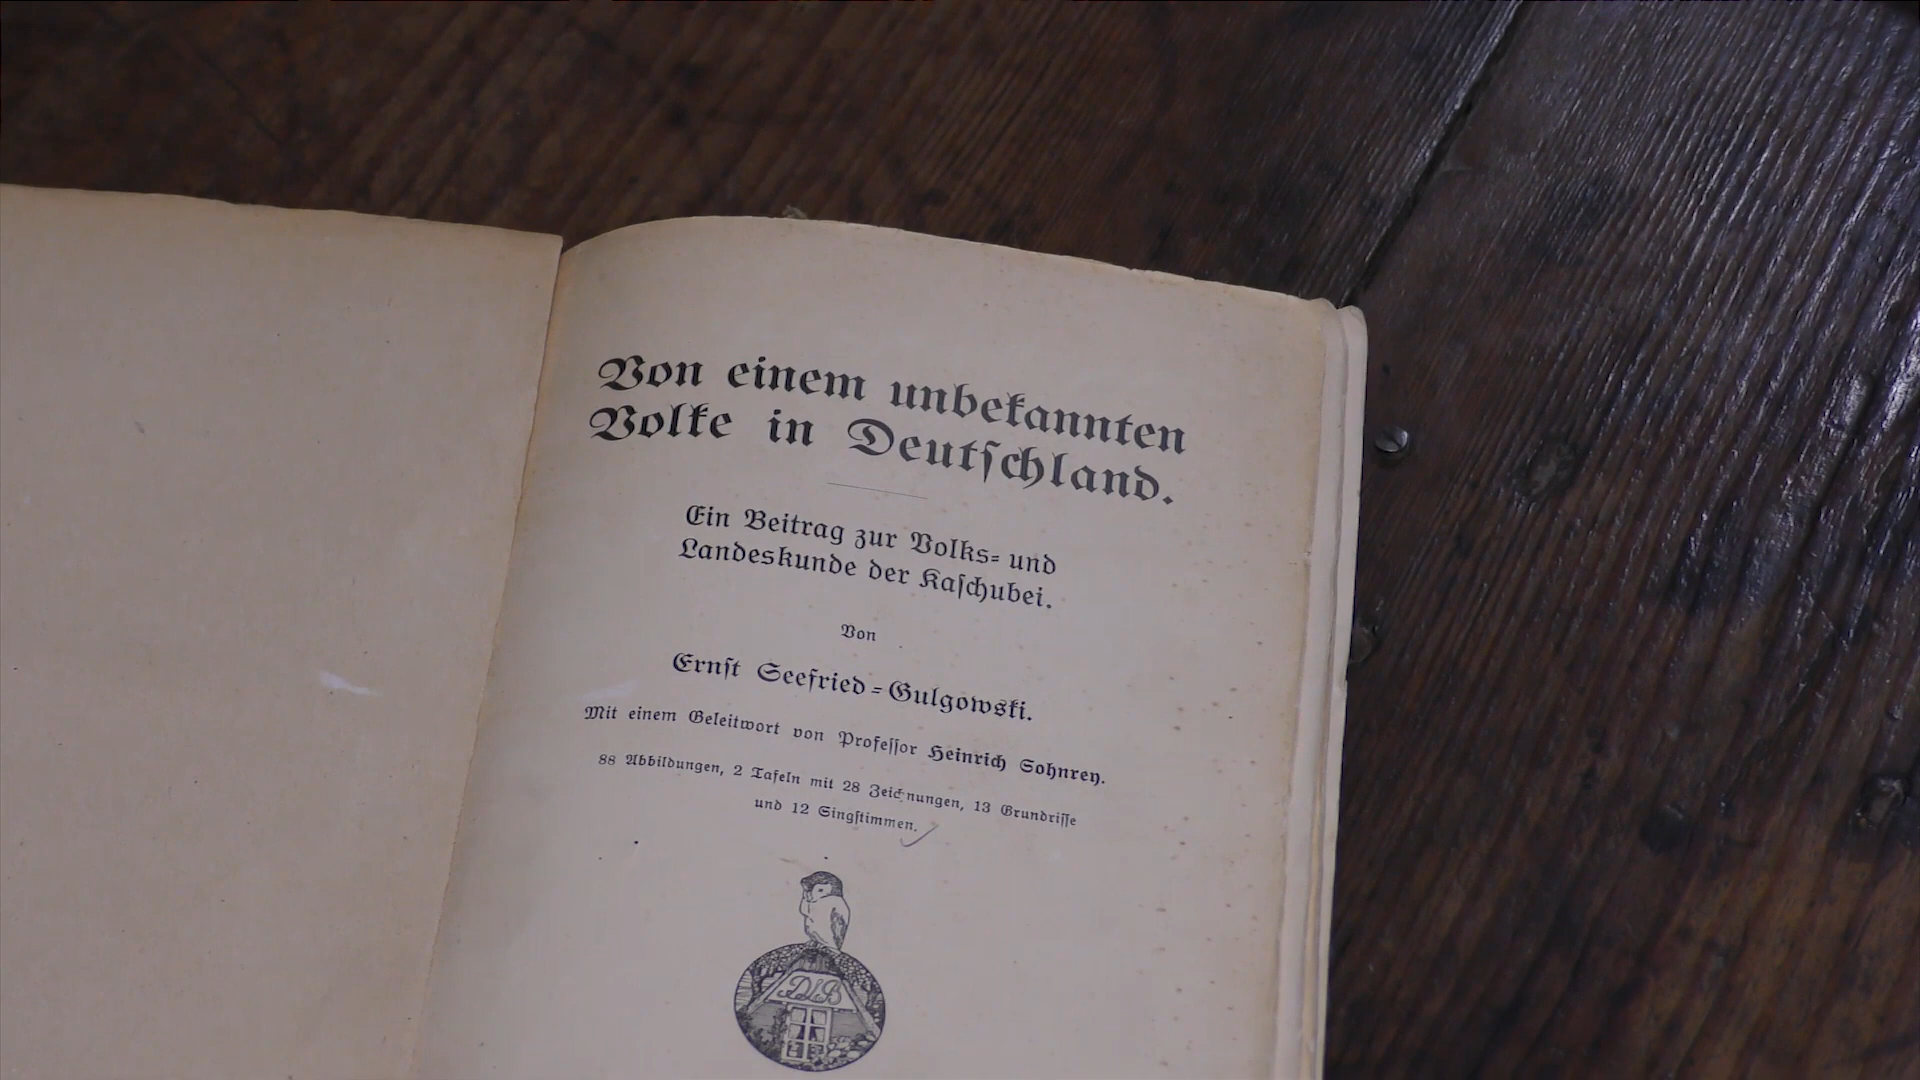 Von einem unbekannten
Volke in Deutſchland.
Ein Beitrag zur Volks= und
Landeskunde der Kaſchubei.
Von
Ernſt Seefried=Gulgowski.
Mit einem Geleitwort von Profeſſor Heinrich Sohnrey.
88 Abbildungen, 2 Tafeln mit 28 Zeichnungen, 13 Grundriſſe
und 12 Singſtimmen.
DLB